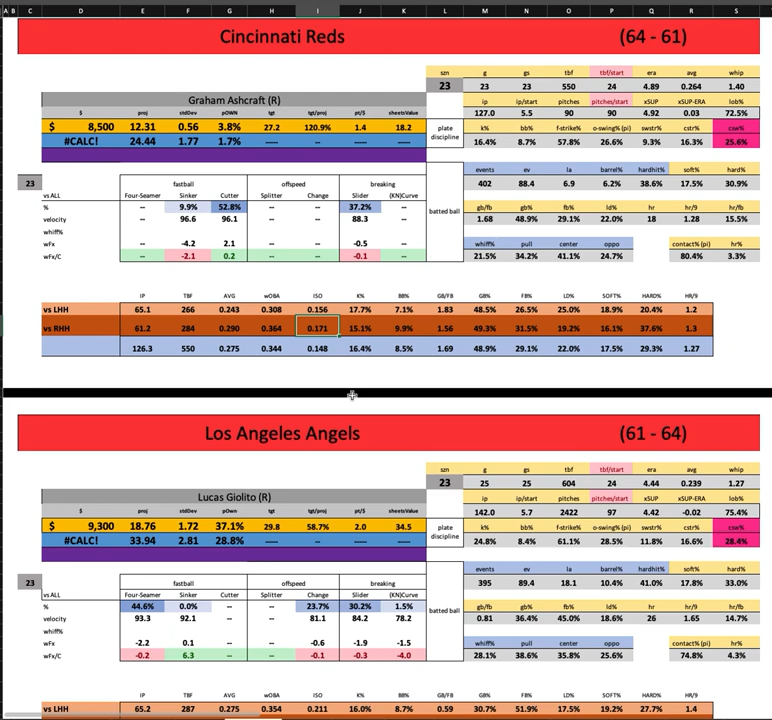 A B C D E F G H I J K L M N O P Q R S
Cincinnati Reds (64 - 61)
szn g gs tbf tbf/start era avg whip
23 23 23 550 24 4.89 0.264 1.40
Graham Ashcraft (R) ip ip/start pitches pitches/start xSUP xSUP-ERA lob%
$ proj stdDev pOWN tgt tgt/proj pt/$ sheetsValue 127.0 5.5 90 90 4.92 0.03 72.5%
$ 8,500 12.31 0.56 3.8% 27.2 120.9% 1.4 18.2 plate discipline k% bb% f-strike% o-swing% (pi) swstr% cstr% csw%
#CALC! 24.44 1.77 1.7% ---- -- ---- ---- 16.4% 8.7% 57.8% 26.6% 9.3% 16.3% 25.6%
events ev la barrel% hardhit% soft% hard%
23 fastball offspeed breaking 402 88.4 6.9 6.2% 38.6% 17.5% 30.9%
vs ALL Four-Seamer Sinker Cutter Splitter Change Slider (KN)Curve
% -- 9.9% 52.8% -- -- 37.2% -- batted ball gb/fb gb% fb% ld% hr hr/9 hr/fb
velocity -- 96.6 96.1 -- -- 88.3 -- 1.68 48.9% 29.1% 22.0% 18 1.28 15.5%
whiff%
wFx -- -4.2 2.1 -- -- -0.5 -- whiff% pull center oppo contact% (pi) hr%
wFx/C -- -2.1 0.2 -- -- -0.1 -- 21.5% 34.2% 41.1% 24.7% 80.4% 3.3%
IP TBF AVG wOBA ISO K% BB% GB/FB GB% FB% LD% SOFT% HARD% HR/9
vs LHH 65.1 266 0.243 0.308 0.156 17.7% 7.1% 1.83 48.5% 26.5% 25.0% 18.9% 20.4% 1.2
vs RHH 61.2 284 0.290 0.364 0.171 15.1% 9.9% 1.56 49.3% 31.5% 19.2% 16.1% 37.6% 1.3
126.3 550 0.275 0.344 0.148 16.4% 8.5% 1.69 48.9% 29.1% 22.0% 17.5% 29.3% 1.27
Los Angeles Angels (61 - 64)
szn g gs tbf tbf/start era avg whip
23 25 25 604 24 4.44 0.239 1.27
Lucas Giolito (R) ip ip/start pitches pitches/start xSUP xSUP-ERA lob%
$ proj stdDev pOwn tgt tgt/proj pt/$ sheetsValue 142.0 5.7 2422 97 4.42 -0.02 75.4%
$ 9,300 18.76 1.72 37.1% 29.8 58.7% 2.0 34.5 plate discipline k% bb% f-strike% o-swing% (pi) swstr% cstr% csw%
#CALC! 33.94 2.81 28.8% ---- -- ---- ---- 24.8% 8.4% 61.1% 28.5% 11.8% 16.6% 28.4%
events ev la barrel% hardhit% soft% hard%
23 fastball offspeed breaking 395 89.4 18.1 10.4% 41.0% 17.8% 33.0%
vs ALL Four-Seamer Sinker Cutter Splitter Change Slider (KN)Curve
% 44.6% 0.0% -- -- 23.7% 30.2% 1.5% batted ball gb/fb gb% fb% ld% hr hr/9 hr/fb
velocity 93.3 92.1 -- -- 81.1 84.2 78.2 0.81 36.4% 45.0% 18.6% 26 1.65 14.7%
whiff%
wFx -2.2 0.1 -- -- -0.6 -1.9 -1.5 whiff% pull center oppo contact% (pi) hr%
wFx/C -0.2 6.3 -- -- -0.1 -0.3 -4.0 28.1% 38.6% 35.8% 25.6% 74.8% 4.3%
IP TBF AVG wOBA ISO K% BB% GB/FB GB% FB% LD% SOFT% HARD% HR/9
vs LHH 65.2 287 0.275 0.354 0.211 16.0% 8.7% 0.59 30.7% 51.9% 17.5% 19.2% 27.7% 1.4